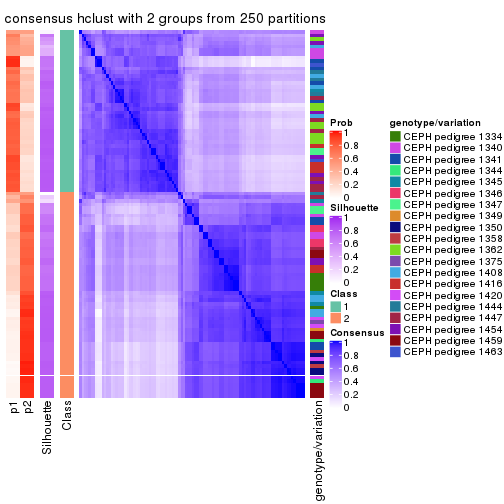 consensus hclust with 2 groups from 250 partitions
Prob
1
0.8
0.6
0.4
0.2
0
Silhouette
1
0.8
0.6
0.4
0.2
0
Class
1
2
Consensus
1
0.8
0.6
0.4
0.2
0
genotype/variation
CEPH pedigree 1334
CEPH pedigree 1340
CEPH pedigree 1341
CEPH pedigree 1344
CEPH pedigree 1345
CEPH pedigree 1346
CEPH pedigree 1347
CEPH pedigree 1349
CEPH pedigree 1350
CEPH pedigree 1358
CEPH pedigree 1362
CEPH pedigree 1375
CEPH pedigree 1408
CEPH pedigree 1416
CEPH pedigree 1420
CEPH pedigree 1444
CEPH pedigree 1447
CEPH pedigree 1454
CEPH pedigree 1459
CEPH pedigree 1463
p1
p2
Silhouette
Class
genotype/variation